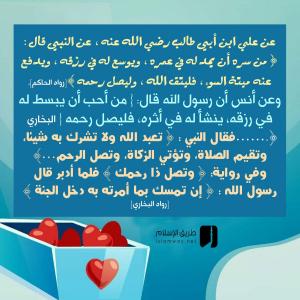 عن علي ابن أبي طالب رضي الله عنه ، عن النبي قال :
﴿ من سره أن يمد له في عمره ، ويوسع له في رزقه ، ويدفع
عنه ميتة السوء ، فليتق الله ، وليصل رحمه ﴾ [رواه الحاكم].
وعن أنس أن رسول الله قال: { من أحب أن يبسط له
في رزقه، ينشأ له في أثره، فليصل رحمه } البخاري
﴿.......فقال النبي : ﴿ تعبد الله ولا تشرك به شيئا،
وتقيم الصلاة، وتؤتي الزكاة، وتصل الرحم...﴾
وفي رواية: ﴿ وتصل ذا رحمك ﴾ فلما أدبر قال
رسول الله : ﴿ إن تمسك بما أمرته به دخل الجنة ﴾
[رواه البخاري]
طريق الإسلام
islamway.net